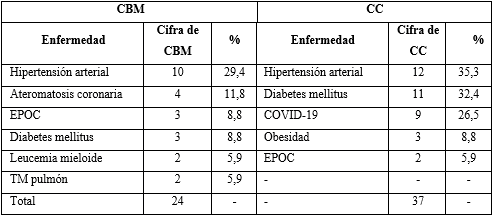 CBM CC
Enfermedad Cifra de CBM % Enfermedad Cifra de CC %
Hipertensión arterial 10 29,4 Hipertensión arterial 12 35,3
Ateromatosis coronaria 4 11,8 Diabetes mellitus 11 32,4
EPOC 3 8,8 COVID-19 9 26,5
Diabetes mellitus 3 8,8 Obesidad 3 8,8
Leucemia mieloide 2 5,9 EPOC 2 5,9
TM pulmón 2 5,9 - - -
Total 24 - - 37 -